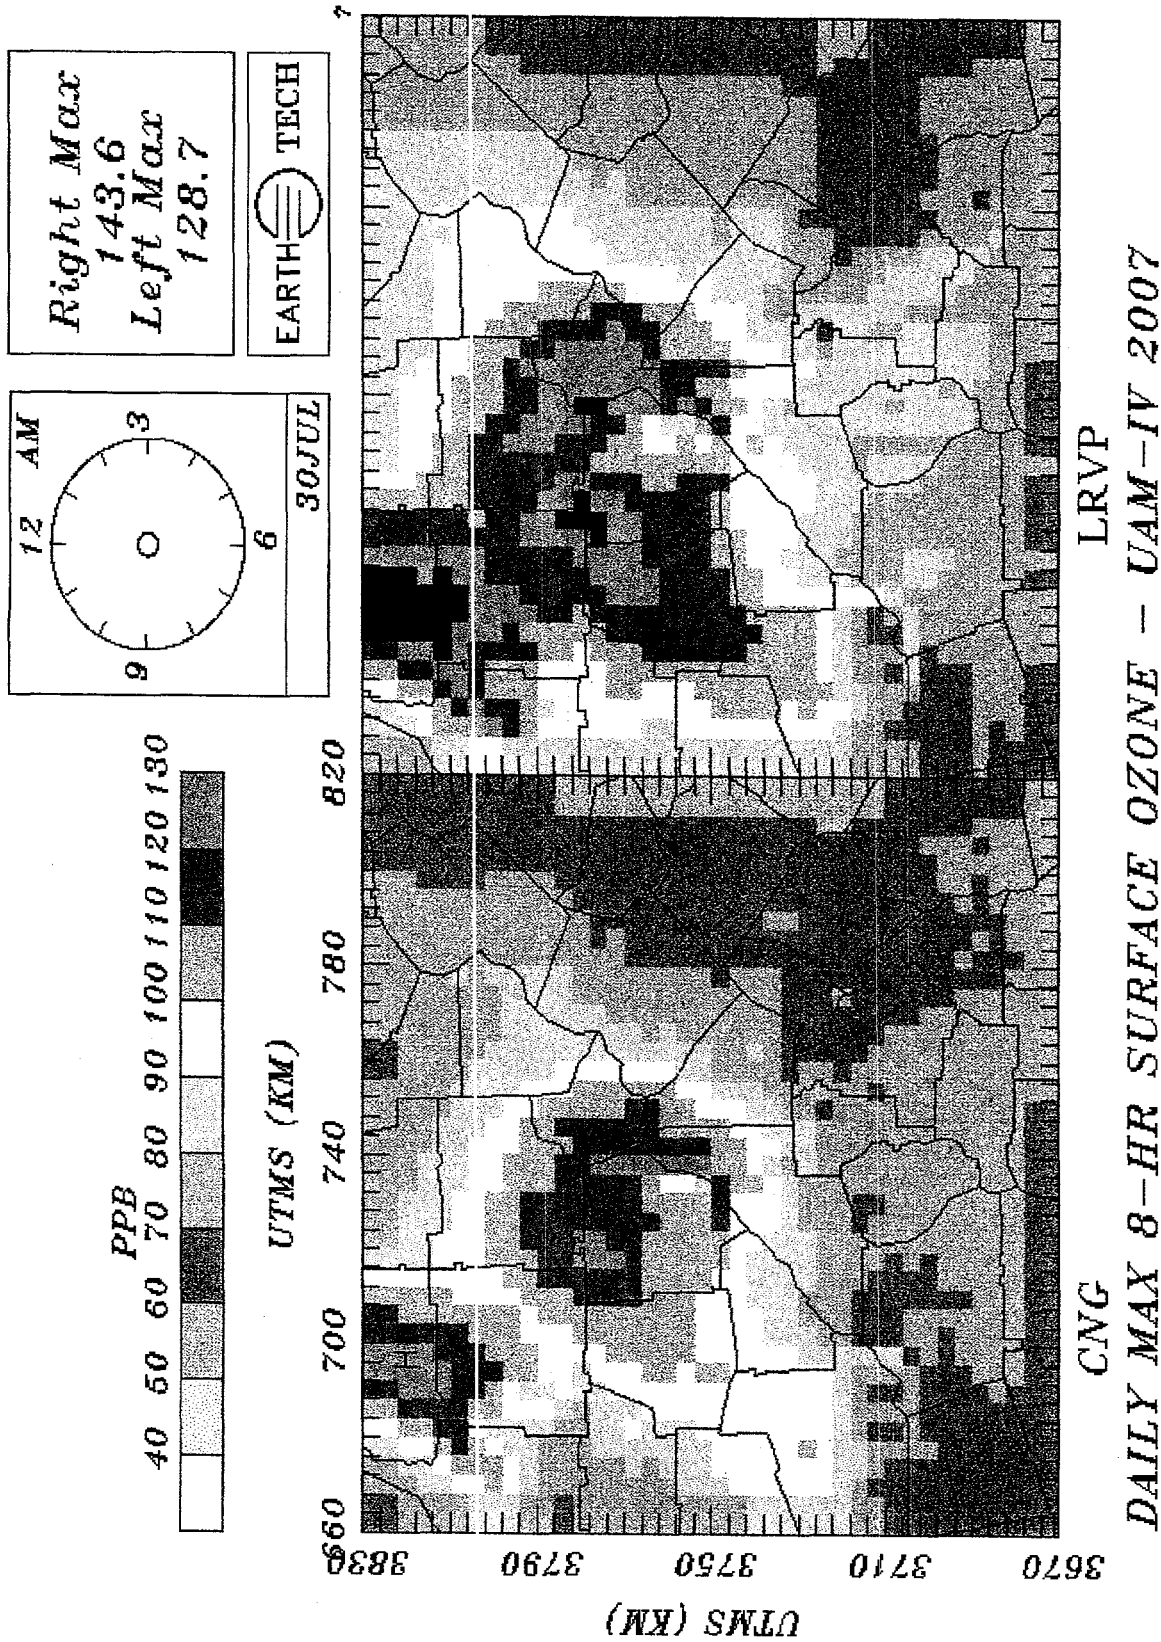 Right Max
143.6
Left Max
128.7
EARTH TECH
AM
12
3
6
9
30JUL
PPB
40 50 60 70 80 90 100 110 120 130
UTMS (KM)
660 700 740 780 820
3830
3790
3750
3710
3670
UTMS (KM)
CNG
LRVP
DAILY MAX 8-HR SURFACE OZONE - UAM-IV 2007